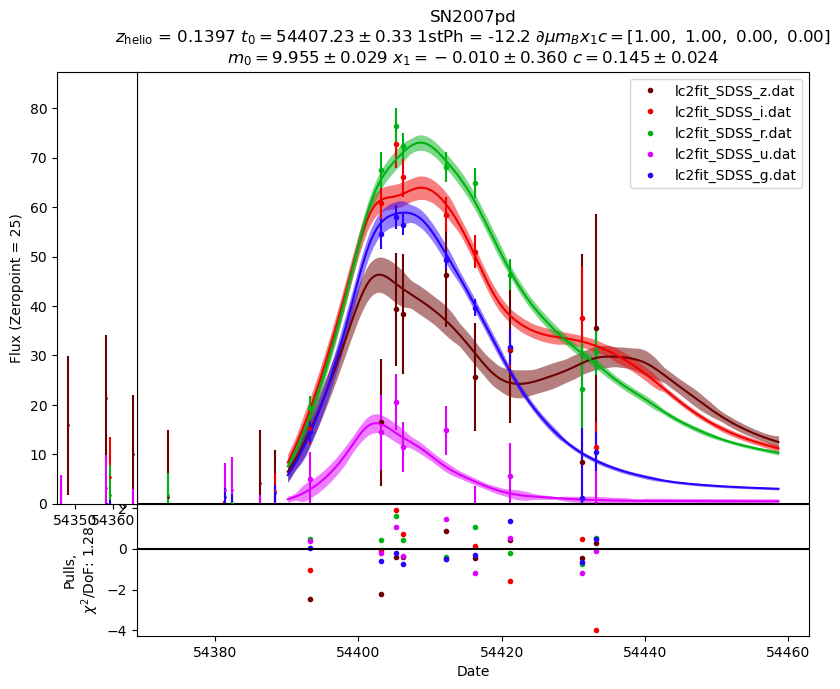 SN2007pd
z_helio = 0.1397 t_0 = 54407.23 ± 0.33 1stPh = -12.2 ∂μm_Bx_1c = [1.00, 1.00, 0.00, 0.00]
m_0 = 9.955 ± 0.029 x_1 = −0.010 ± 0.360 c = 0.145 ± 0.024
lc2fit_SDSS_z.dat
lc2fit_SDSS_i.dat
lc2fit_SDSS_r.dat
lc2fit_SDSS_u.dat
lc2fit_SDSS_g.dat
Flux (Zeropoint = 25)
80
70
60
50
40
30
20
10
0
54350 54360
Pulls,
χ²/DoF: 1.28
2
0
−2
−4
54380 54400 54420 54440 54460
Date